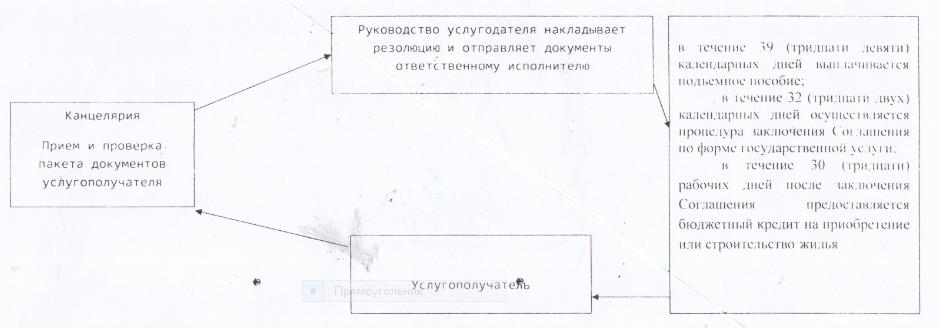 Руководство услугодателя накладывает
резолюцию и отправляет документы
ответственному исполнителю
Канцелярия
Прием и проверка
пакета документов
услугополучателя
в течение 39 (тридцати девяти)
календарных дней выплачивается
подъемное пособие;
в течение 32 (тридцати двух)
календарных дней осуществляется
процедура заключения Соглашения
по форме государственной услуги;
в течение 30 (тридцати)
рабочих дней после заключения
Соглашения предоставляется
бюджетный кредит на приобретение
или строительство жилья
Услугополучатель
Прямоугольник